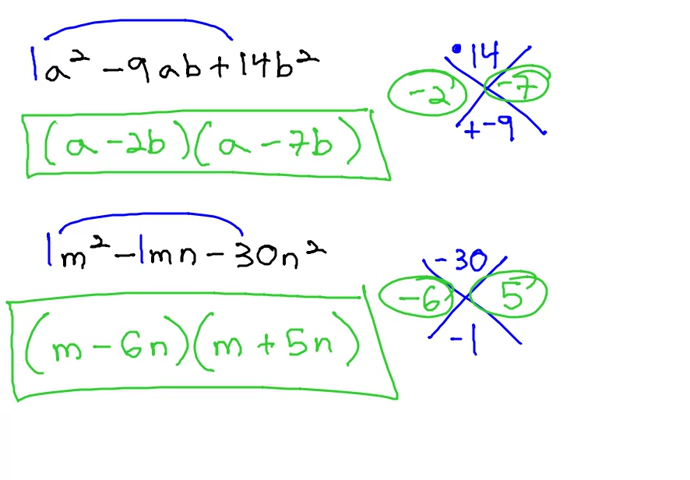 1a² - 9ab + 14b²
(a - 2b)(a - 7b)
• 14
-2 -7
+ -9
1m² - 1mn - 30n²
(m - 6n)(m + 5n)
-30
-6 5
-1